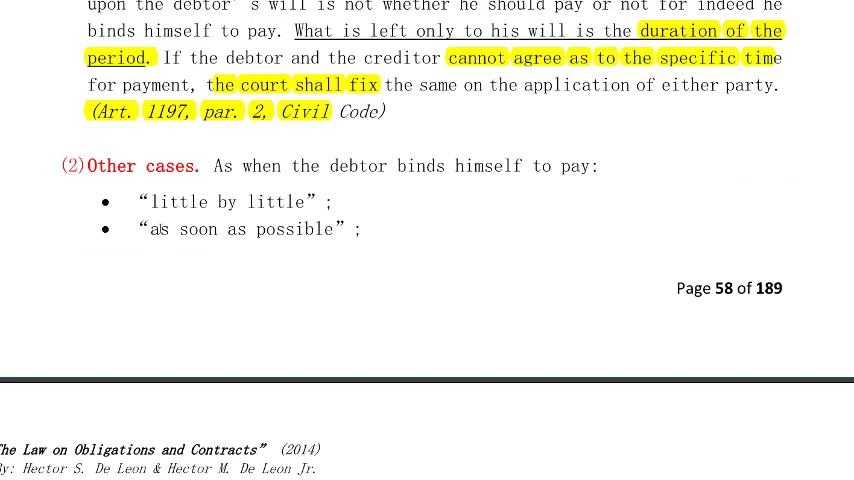 upon the debtor's will is not whether he should pay or not for indeed he
binds himself to pay. What is left only to his will is the duration of the
period. If the debtor and the creditor cannot agree as to the specific time
for payment, the court shall fix the same on the application of either party.
(Art. 1197, par. 2, Civil Code)
(2)Other cases. As when the debtor binds himself to pay:
• “little by little”;
• “as soon as possible”;
Page 58 of 189
The Law on Obligations and Contracts” (2014)
By: Hector S. De Leon & Hector M. De Leon Jr.